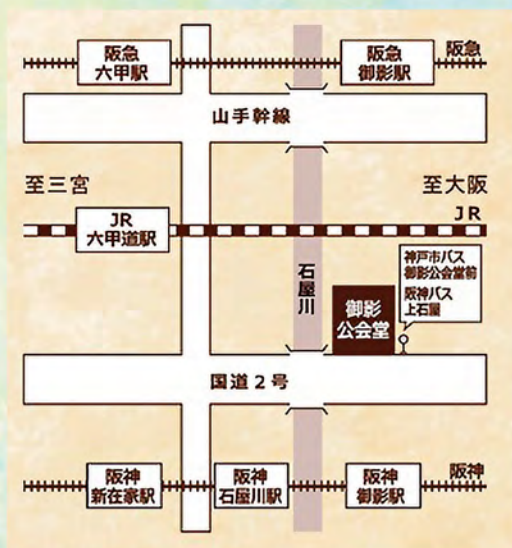 阪急
六甲駅
阪急
御影駅
阪急
山手幹線
至三宮
至大阪
JR
JR
六甲道駅
石屋川
神戸市バス
御影公会堂前
阪神バス
上石屋
御影
公会堂
国道2号
阪神
新在家駅
阪神
石屋川駅
阪神
御影駅
阪神